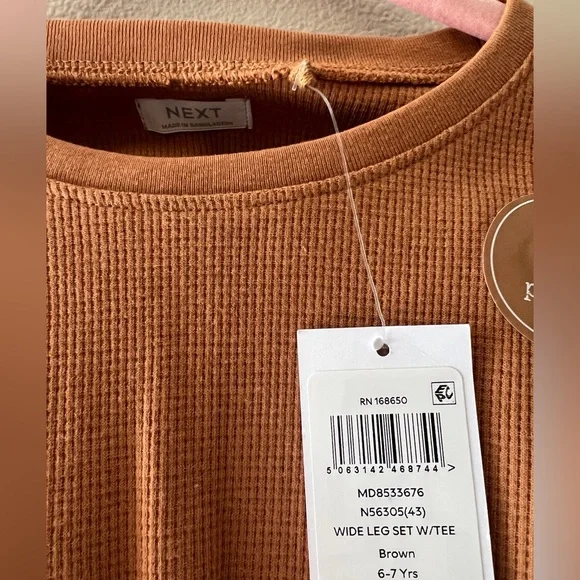 NEXT
MADE IN BANGLADESH
p
RN 168650
5 063142 468744 >
MD8533676
N56305(43)
WIDE LEG SET W/TEE
Brown
6-7 Yrs